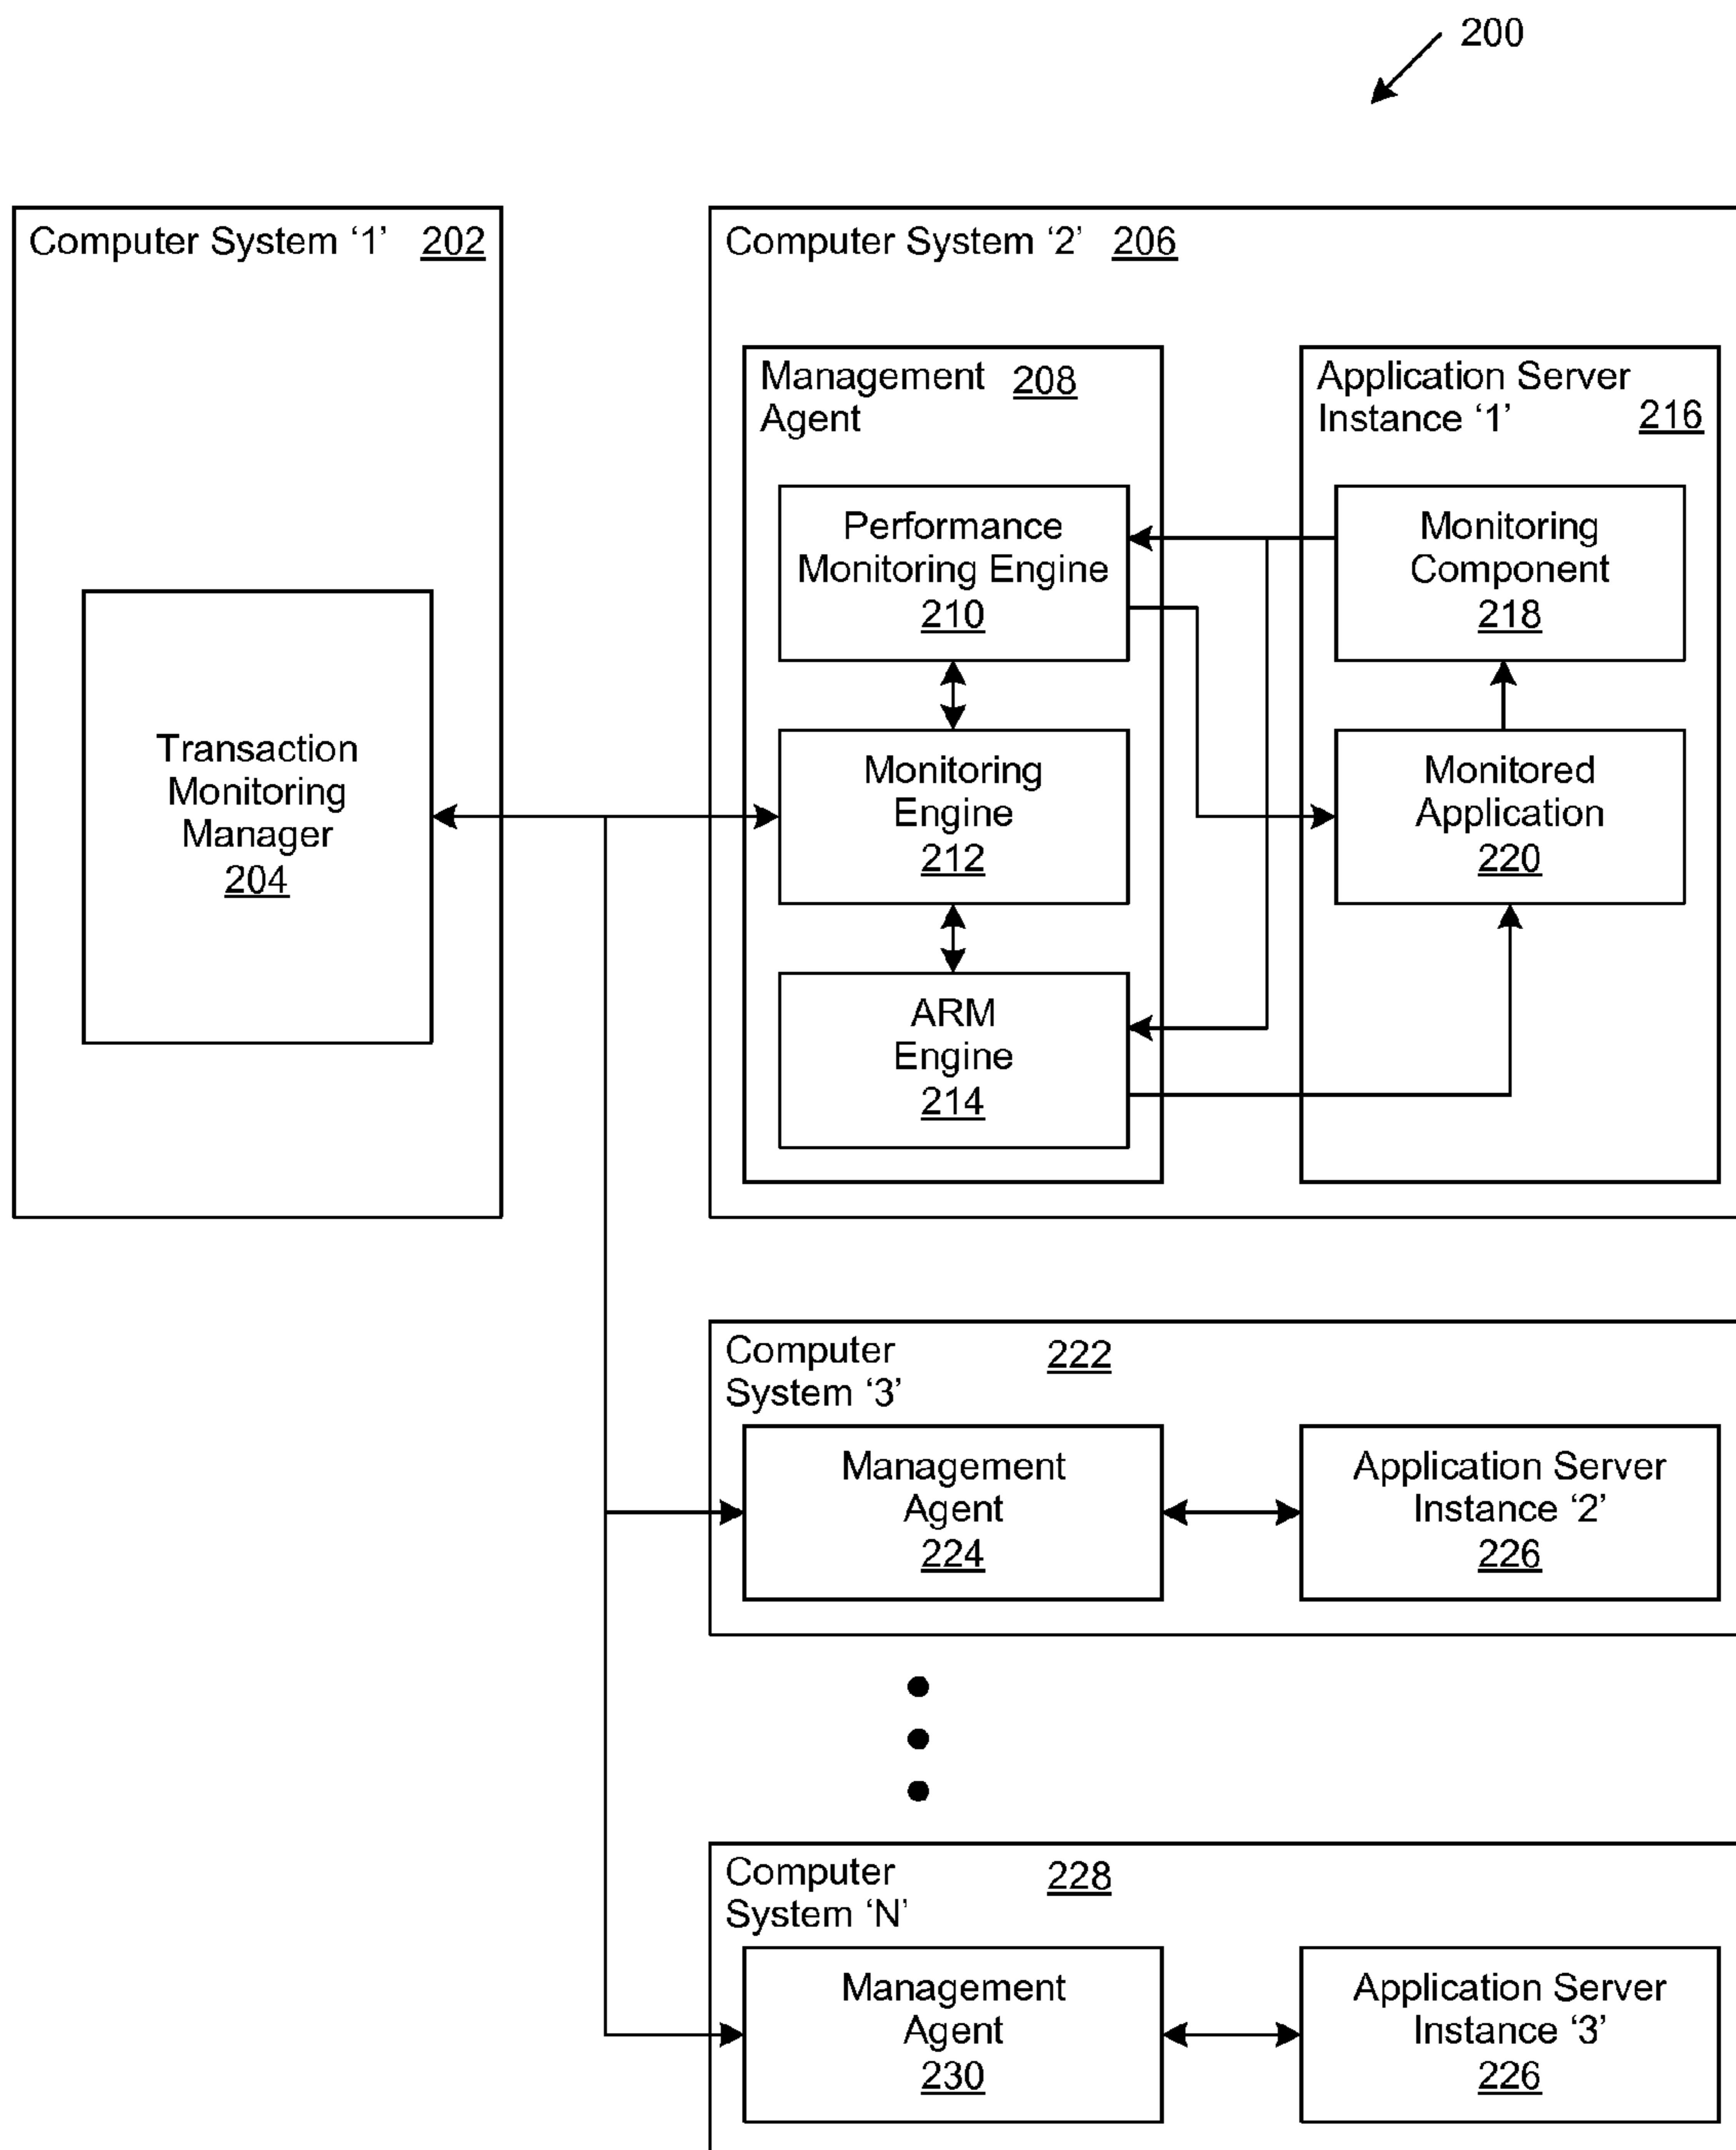 200
Computer System ‘1’ 202
Transaction
Monitoring
Manager
204
Computer System ‘2’ 206
Management 208
Agent
Performance
Monitoring Engine
210
Monitoring
Engine
212
ARM
Engine
214
Application Server
Instance ‘1’ 216
Monitoring
Component
218
Monitored
Application
220
Computer 222
System ‘3’
Management
Agent
224
Application Server
Instance ‘2’
226
Computer 228
System ‘N’
Management
Agent
230
Application Server
Instance ‘3’
226